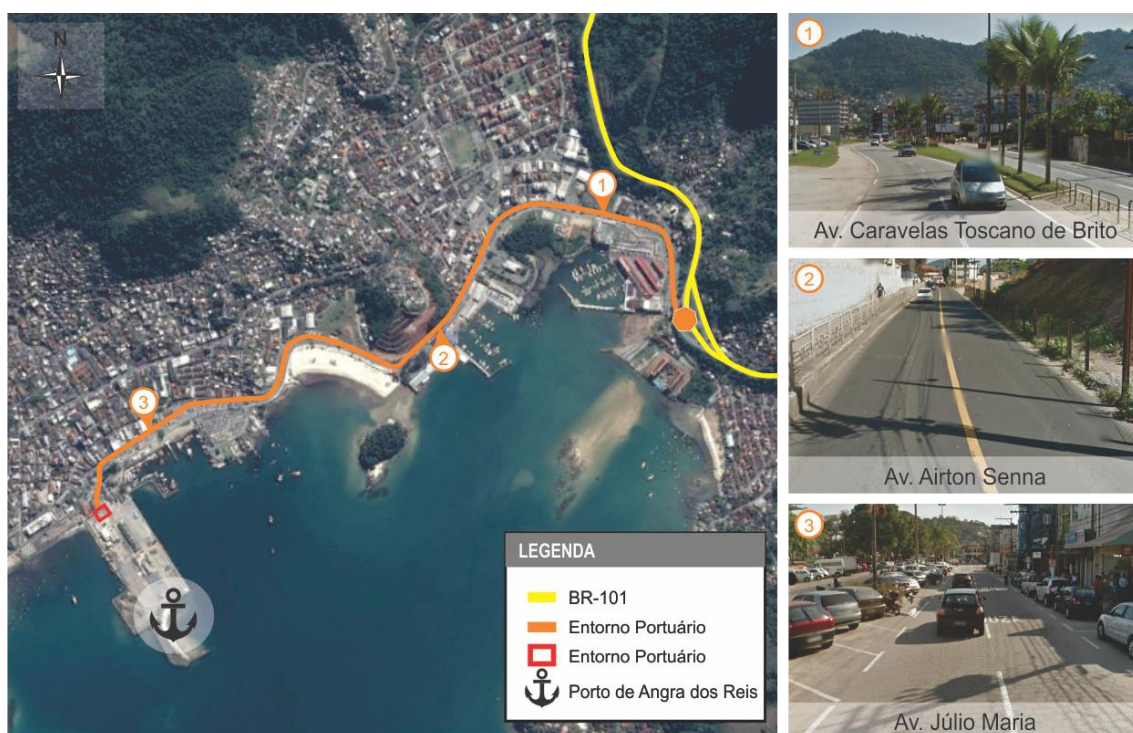 N
1
2
3
LEGENDA
BR-101
Entorno Portuário
Entorno Portuário
Porto de Angra dos Reis
1
Av. Caravelas Toscano de Brito
2
Av. Airton Senna
3
Av. Júlio Maria